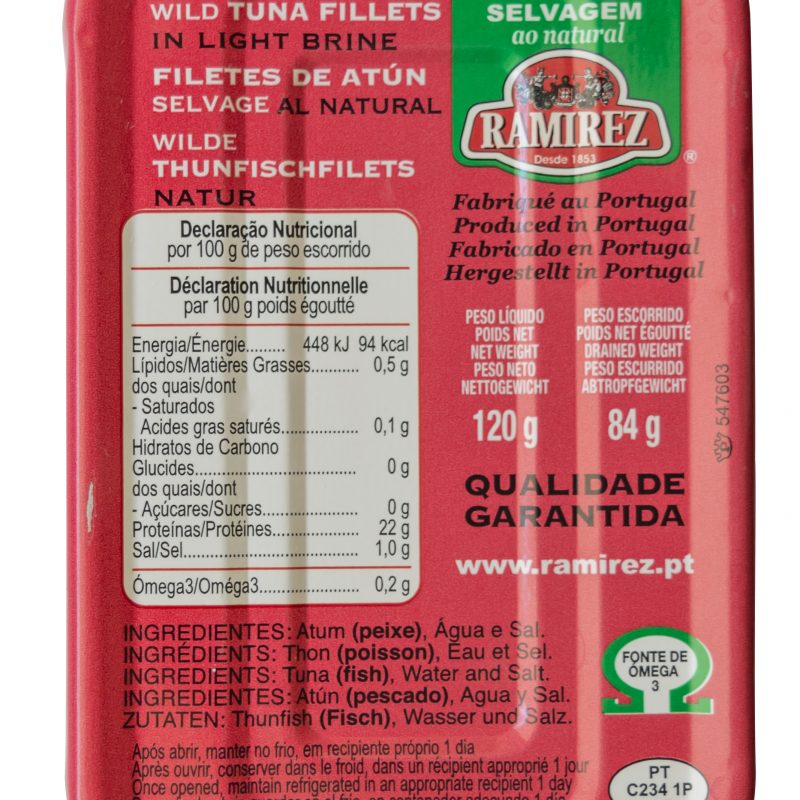 WILD TUNA FILLETS
IN LIGHT BRINE
FILETES DE ATÚN
SELVAGE AL NATURAL
WILDE
THUNFISCHFILETS
NATUR
SELVAGEM
ao natural
RAMIREZ
Desde 1853
®
Fabriqué au Portugal
Produced in Portugal
Fabricado en Portugal
Hergestellt in Portugal
Declaração Nutricional
por 100 g de peso escorrido
Déclaration Nutritionnelle
par 100 g poids égoutté
Energia/Énergie......... 448 kJ 94 kcal
Lípidos/Matières Grasses........... 0,5 g
dos quais/dont
- Saturados
Acides gras saturés................. 0,1 g
Hidratos de Carbono
Glucides..................................... 0 g
dos quais/dont
- Açúcares/Sucres..................... 0 g
Proteínas/Protéines.................. 22 g
Sal/Sel...................................... 1,0 g
Ómega3/Oméga3...................... 0,2 g
PESO LÍQUIDO
POIDS NET
NET WEIGHT
PESO NETO
NETTOGEWICHT
120 g
PESO ESCORRIDO
POIDS NET ÉGOUTTÉ
DRAINED WEIGHT
PESO ESCURRIDO
ABTROPFGEWICHT
84 g
547603
QUALIDADE
GARANTIDA
www.ramirez.pt
INGREDIENTES: Atum (peixe), Água e Sal.
INGRÉDIENTS: Thon (poisson), Eau et Sel.
INGREDIENTS: Tuna (fish), Water and Salt.
INGREDIENTES: Atún (pescado), Agua y Sal.
ZUTATEN: Thunfish (Fisch), Wasser und Salz.
FONTE DE
ÓMEGA
3
Após abrir, manter no frio, em recipiente próprio 1 dia
Après ouvrir, conserver dans le froid, dans un récipient approprié 1 jour
Once opened, maintain refrigerated in an appropriate recipient 1 day
PT
C234 1P